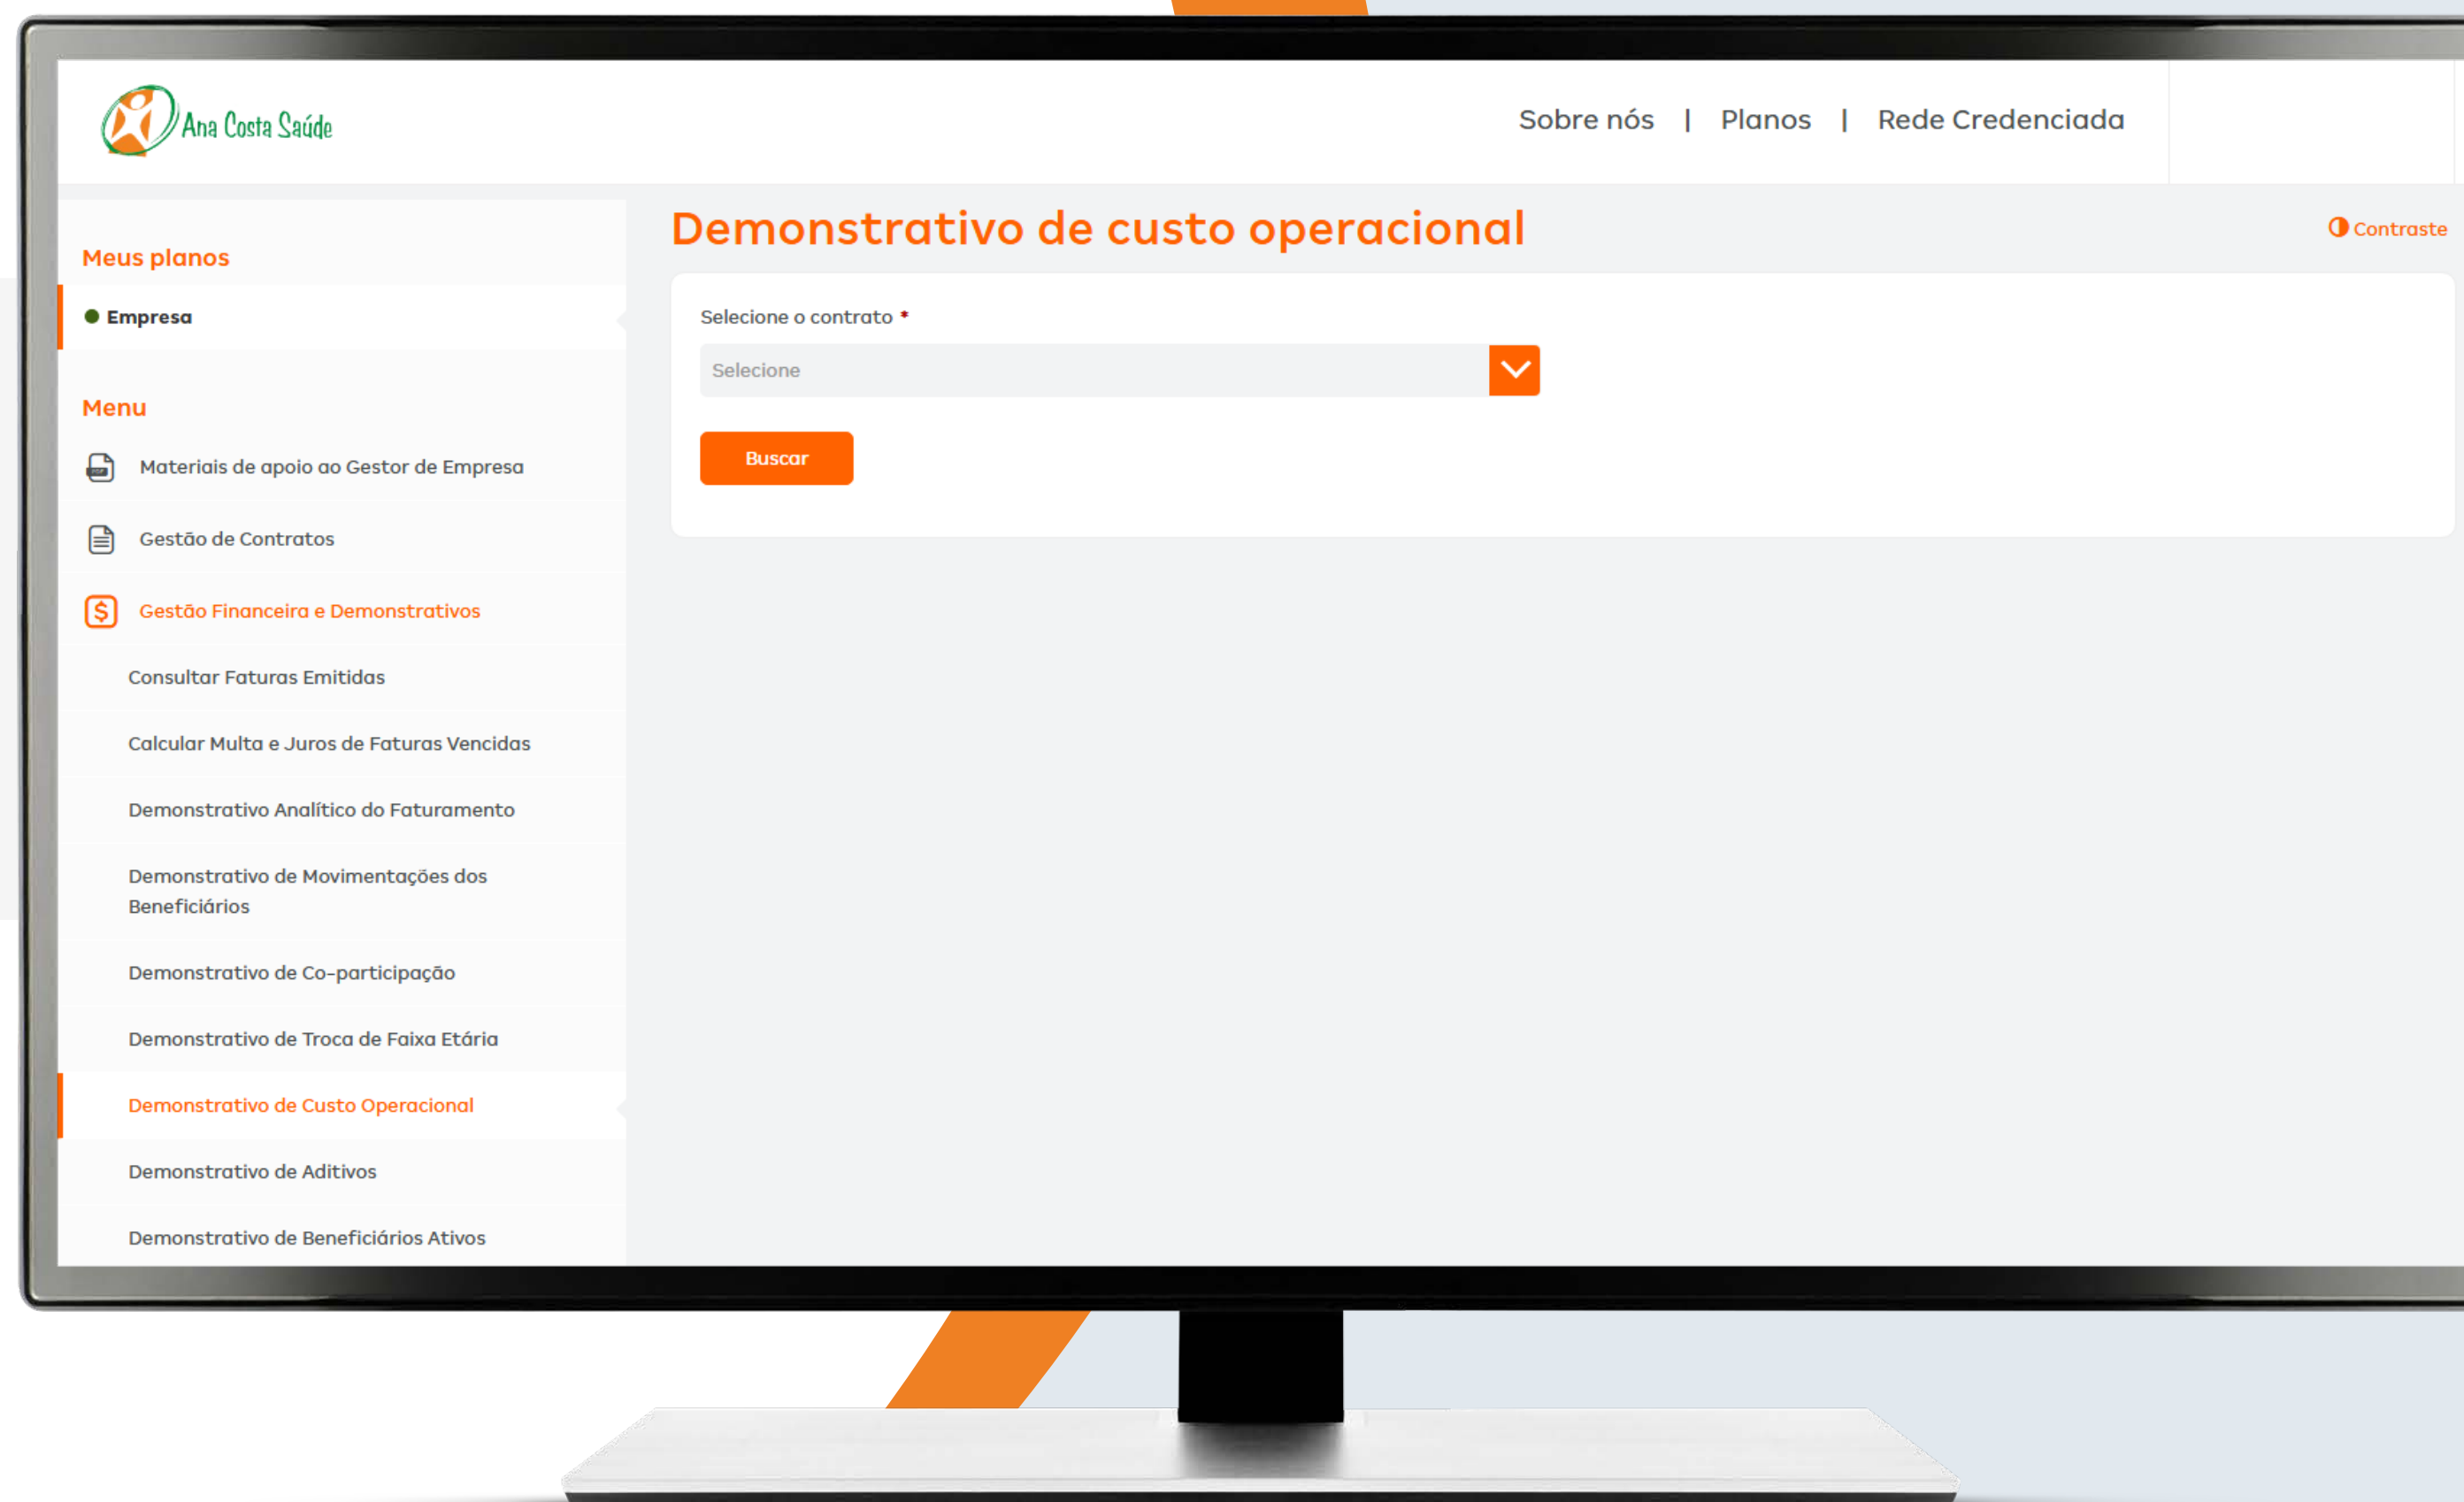 Ana Costa Saúde
Sobre nós | Planos | Rede Credenciada
Demonstrativo de custo operacional
Contraste
Meus planos
Empresa
Selecione o contrato *
Selecione
Buscar
Menu
Materiais de apoio ao Gestor de Empresa
Gestão de Contratos
Gestão Financeira e Demonstrativos
Consultar Faturas Emitidas
Calcular Multa e Juros de Faturas Vencidas
Demonstrativo Analítico do Faturamento
Demonstrativo de Movimentações dos
Beneficiários
Demonstrativo de Co-participação
Demonstrativo de Troca de Faixa Etária
Demonstrativo de Custo Operacional
Demonstrativo de Aditivos
Demonstrativo de Beneficiários Ativos